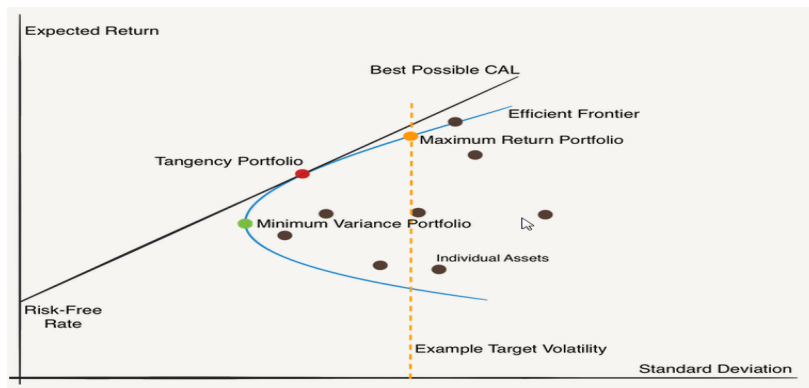 Expected Return
Best Possible CAL
Efficient Frontier
Maximum Return Portfolio
Tangency Portfolio
Minimum Variance Portfolio
Individual Assets
Risk-Free
Rate
Example Target Volatility
Standard Deviation